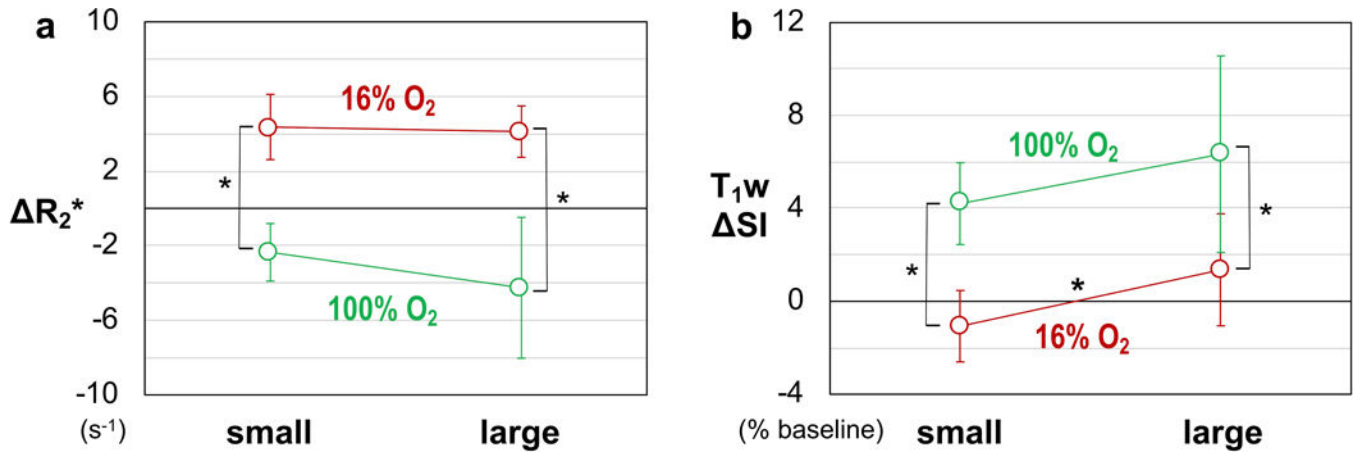 a
10
6
2
-2
-6
-10
ΔR₂*
(s⁻¹)
16% O₂
*
*
100% O₂
small large
b
12
8
4
0
-4
T₁w
ΔSI
(% baseline)
100% O₂
*
*
*
16% O₂
small large